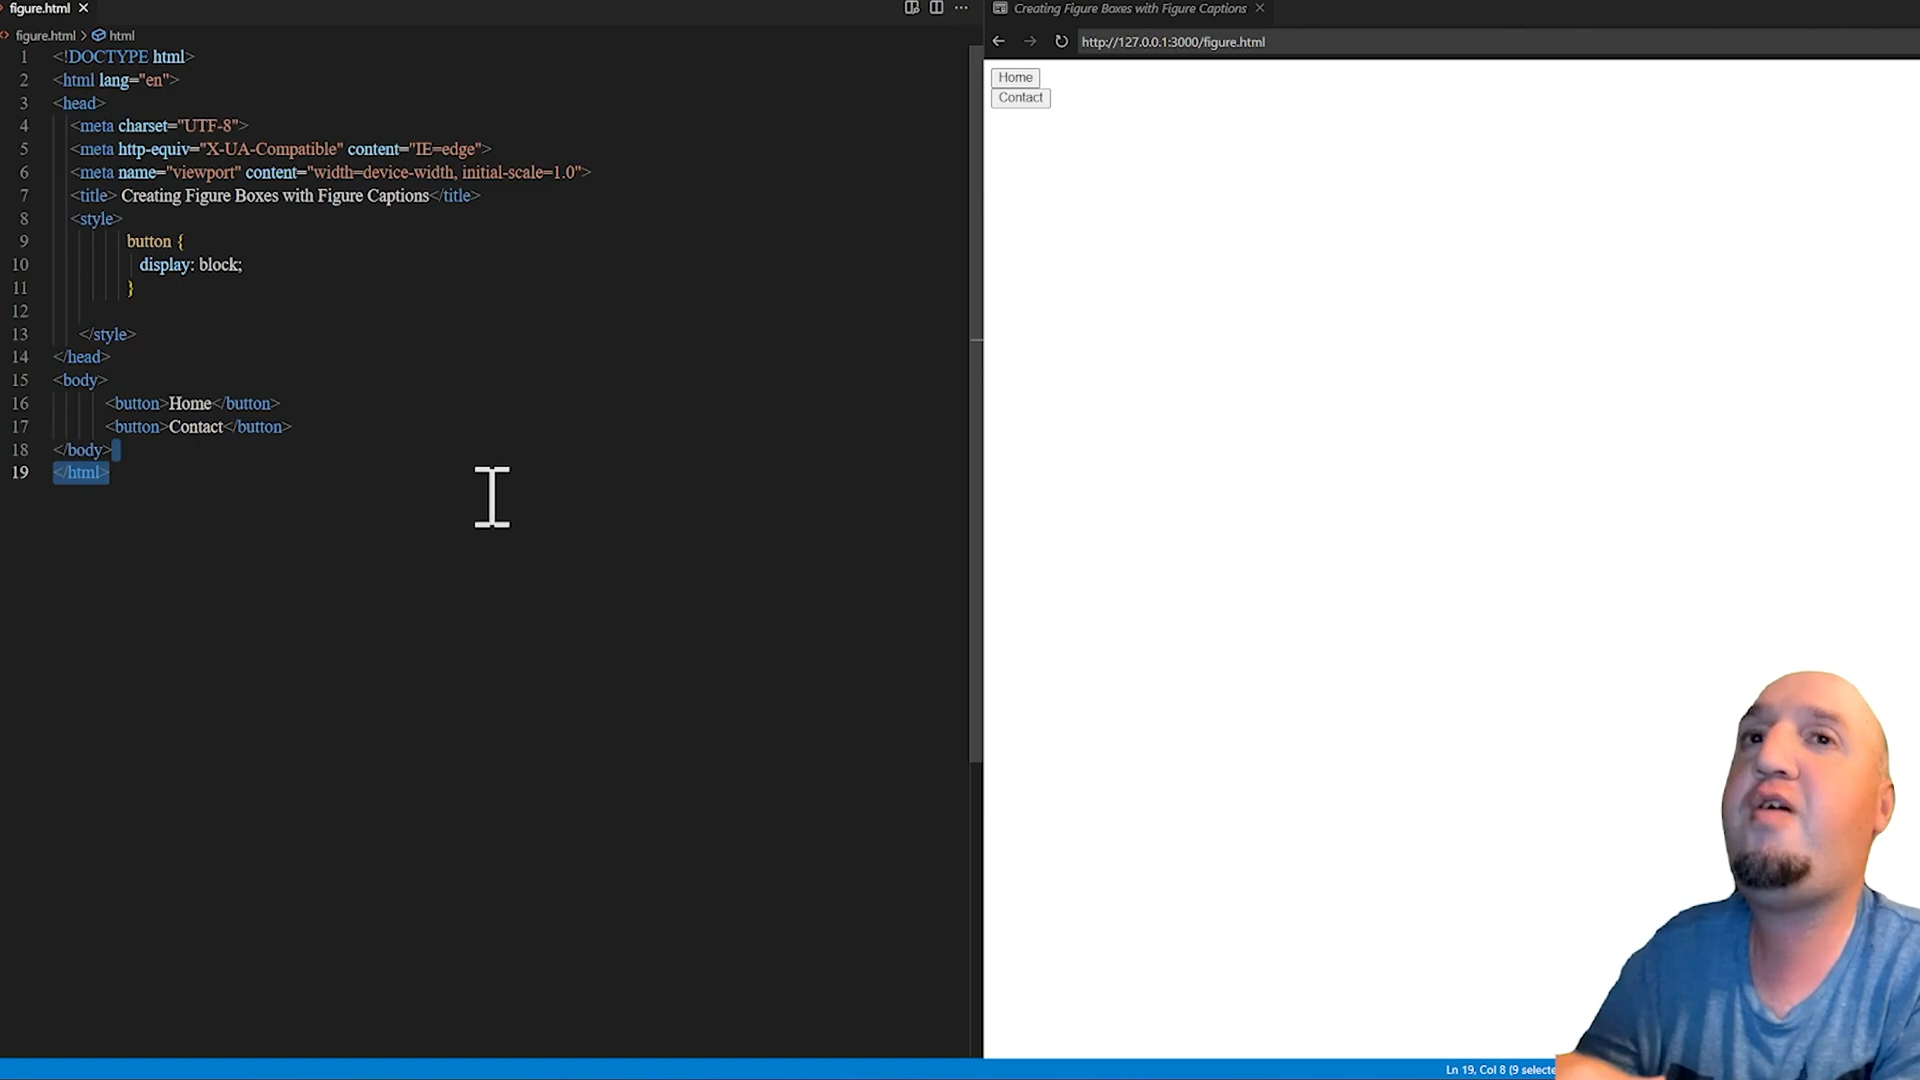 figure.html
figure.html > html
1 <!DOCTYPE html>
2 <html lang="en">
3 <head>
4 <meta charset="UTF-8">
5 <meta http-equiv="X-UA-Compatible" content="IE=edge">
6 <meta name="viewport" content="width=device-width, initial-scale=1.0">
7 <title> Creating Figure Boxes with Figure Captions</title>
8 <style>
9 button {
10 display: block;
11 }
12
13 </style>
14 </head>
15 <body>
16 <button>Home</button>
17 <button>Contact</button>
18 </body>
19 </html>
Creating Figure Boxes with Figure Captions
http://127.0.0.1:3000/figure.html
Home
Contact
Ln 19, Col 8 (9 selecte